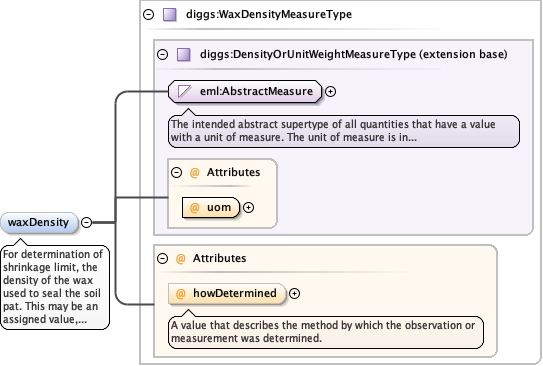 diggs:WaxDensityMeasureType
diggs:DensityOrUnitWeightMeasureType (extension base)
eml:AbstractMeasure
The intended abstract supertype of all quantities that have a value
with a unit of measure. The unit of measure is in...
@ Attributes
@ uom
waxDensity
For determination of
shrinkage limit, the
density of the wax
used to seal the soil
pat. This may be an
assigned value,...
@ Attributes
@ howDetermined
A value that describes the method by which the observation or
measurement was determined.